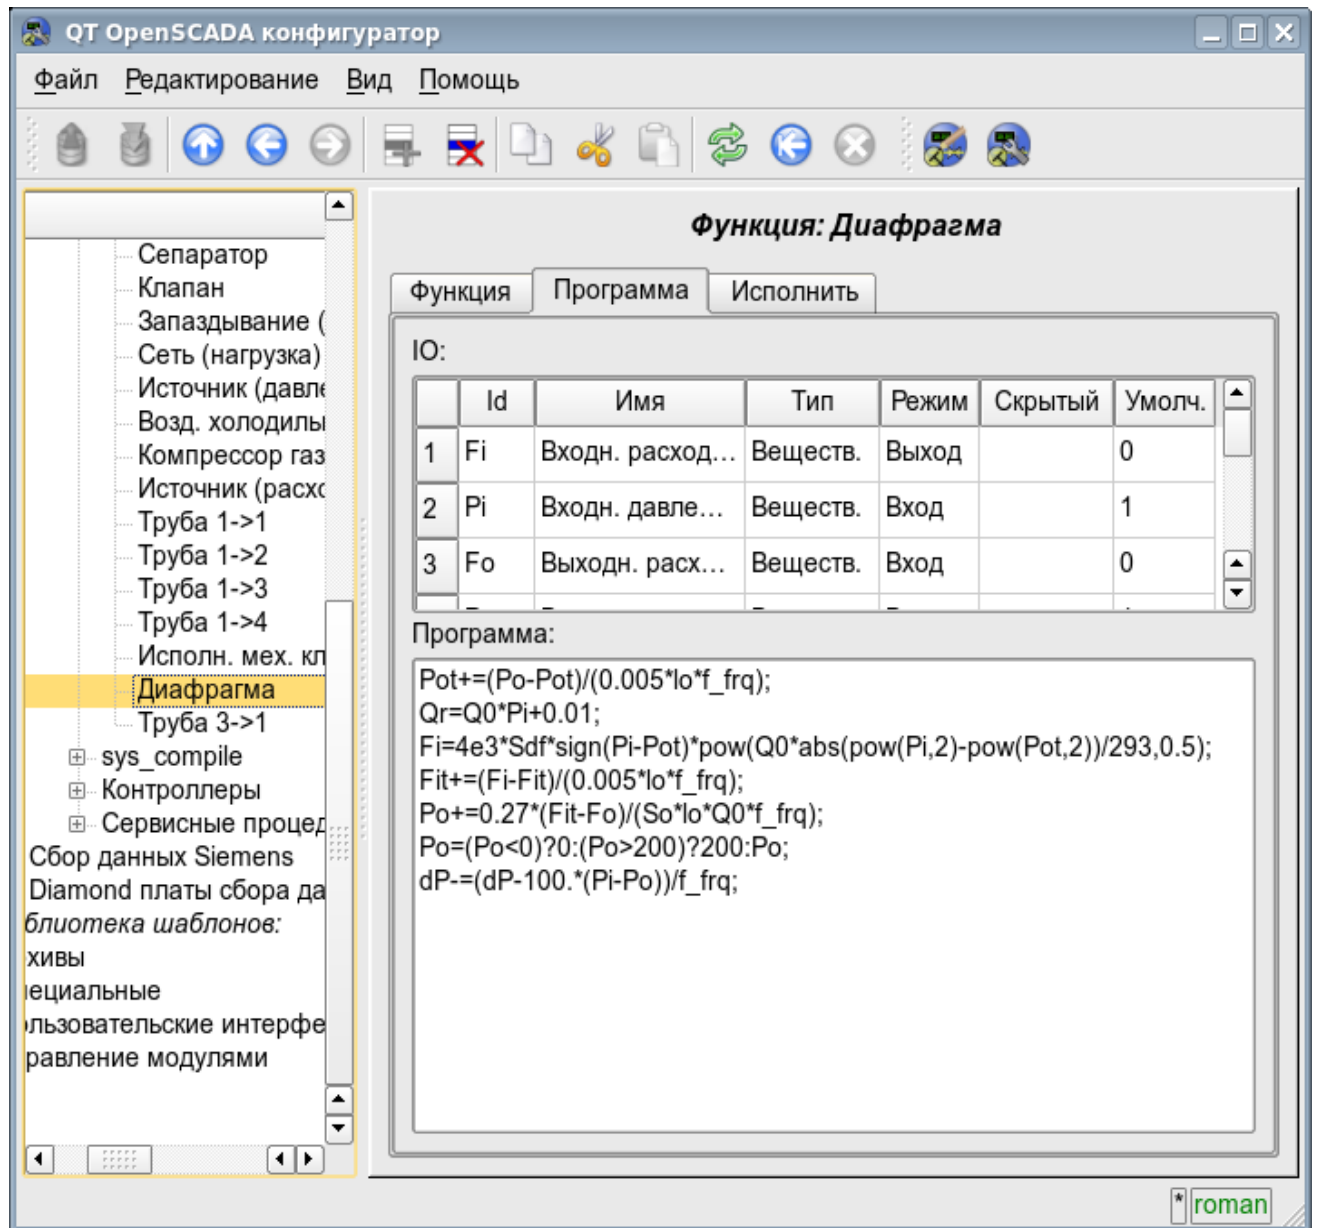 QT OpenSCADA конфигуратор
Файл Редактирование Вид Помощь
Сепаратор
Клапан
Запаздывание (
Сеть (нагрузка)
Источник (давле
Возд. холодиль
Компрессор газ
Источник (расхо
Труба 1->1
Труба 1->2
Труба 1->3
Труба 1->4
Исполн. мех. кл
Диафрагма
Труба 3->1
sys_compile
Контроллеры
Сервисные процед
Сбор данных Siemens
Diamond платы сбора да
блиотека шаблонов:
хивы
ециальные
ользовательские интерфе
равление модулями
Функция: Диафрагма
Функция Программа Исполнить
IO:
Id Имя Тип Режим Скрытый Умолч.
1 Fi Входн. расход... Веществ. Выход 0
2 Pi Входн. давле... Веществ. Вход 1
3 Fo Выходн. расх... Веществ. Вход 0
Программа:
Pot+=(Po-Pot)/(0.005*lo*f_frq);
Qr=Q0*Pi+0.01;
Fi=4e3*Sdf*sign(Pi-Pot)*pow(Q0*abs(pow(Pi,2)-pow(Pot,2))/293,0.5);
Fit+=(Fi-Fit)/(0.005*lo*f_frq);
Po+=0.27*(Fit-Fo)/(So*lo*Q0*f_frq);
Po=(Po<0)?0:(Po>200)?200:Po;
dP-=(dP-100.*(Pi-Po))/f_frq;
* roman